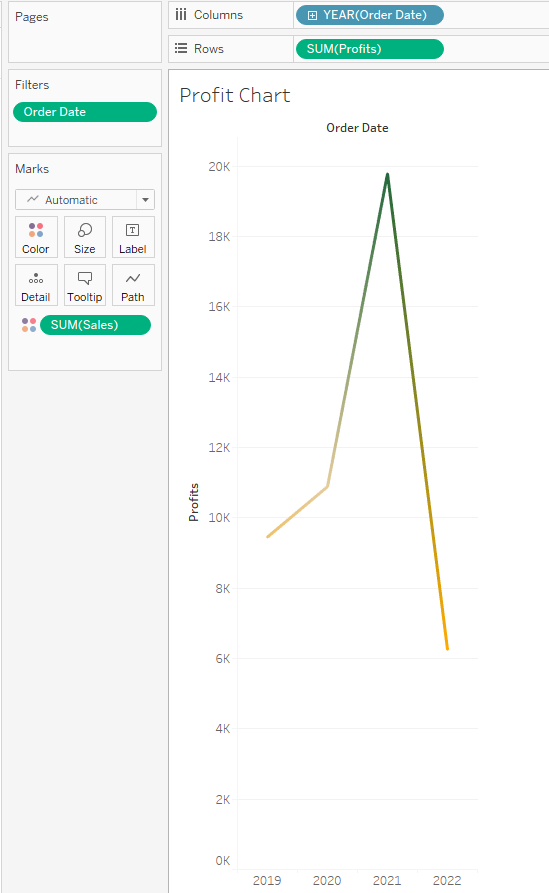 Pages
Columns
YEAR(Order Date)
Rows
SUM(Profits)
Filters
Order Date
Marks
Automatic
Color
Size
Label
Detail
Tooltip
Path
SUM(Sales)
Profit Chart
Order Date
Profits
20K
18K
16K
14K
12K
10K
8K
6K
4K
2K
0K
2019 2020 2021 2022